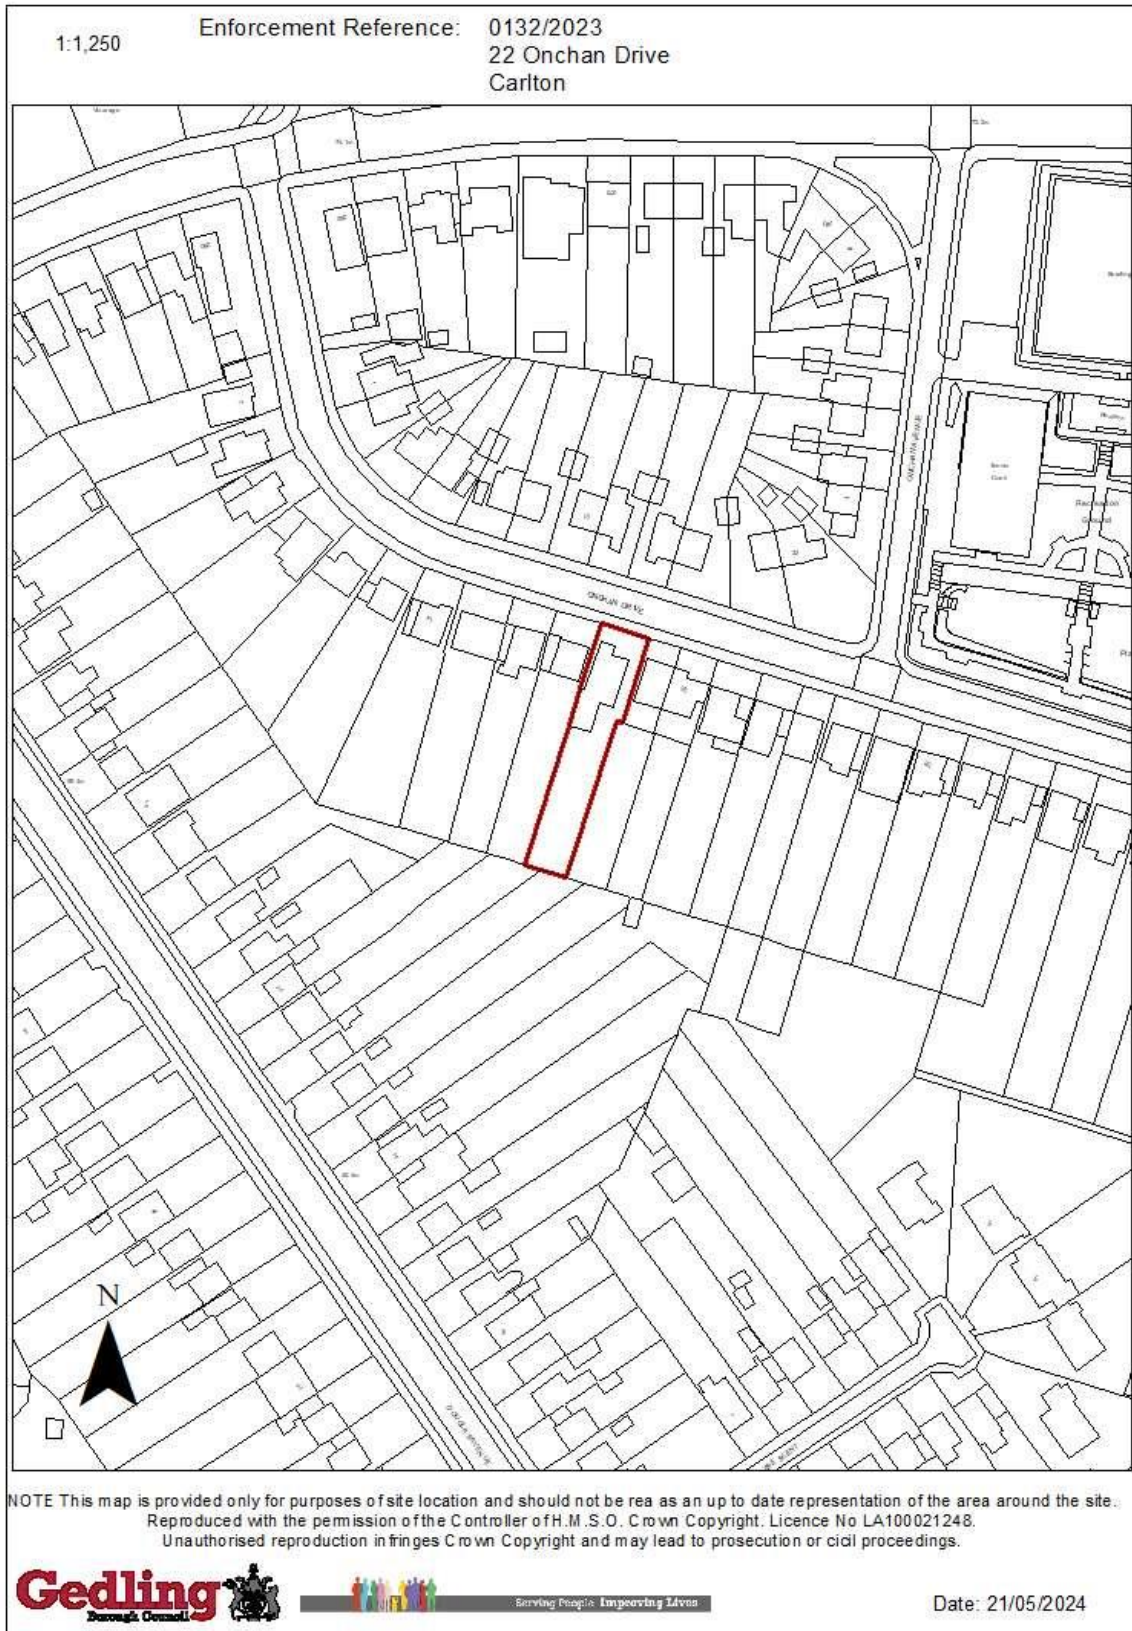 1:1,250
Enforcement Reference: 0132/2023
22 Onchan Drive
Carlton
ONCHAN DRIVE
ONCHAN AVENUE
Recreation
Ground
N
NOTE This map is provided only for purposes of site location and should not be rea as an up to date representation of the area around the site.
Reproduced with the permission of the Controller of H.M.S.O. Crown Copyright. Licence No LA100021248.
Unauthorised reproduction infringes Crown Copyright and may lead to prosecution or cicil proceedings.
Gedling
Borough Council
Serving People Improving Lives
Date: 21/05/2024